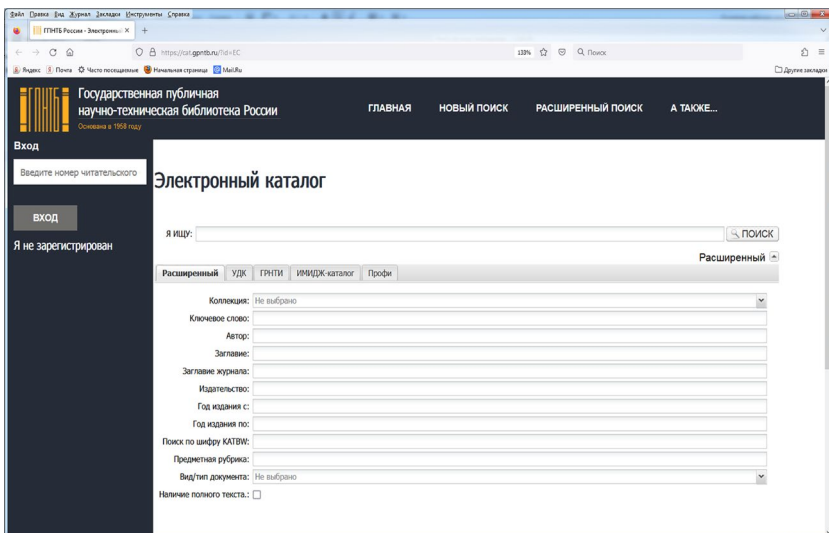 Файл Правка Вид Журнал Закладки Инструменты Справка
ГПНТБ России - Электронны
https://cat.gpntb.ru/?id=EC
133%
Поиск
Яндекс Почта Часто посещаемые Начальная страница Mail.Ru Другие закладки
ГПНТБ
Государственная публичная
научно-техническая библиотека России
Основана в 1958 году
ГЛАВНАЯ НОВЫЙ ПОИСК РАСШИРЕННЫЙ ПОИСК А ТАКЖЕ...
Вход
Введите номер читательского
ВХОД
Я не зарегистрирован
Электронный каталог
Я ИЩУ: ПОИСК
Расширенный
Расширенный УДК ГРНТИ ИМИДЖ-каталог Профи
Коллекция: Не выбрано
Ключевое слово:
Автор:
Заглавие:
Заглавие журнала:
Издательство:
Год издания с:
Год издания по:
Поиск по шифру KATBW:
Предметная рубрика:
Вид/тип документа: Не выбрано
Наличие полного текста.: